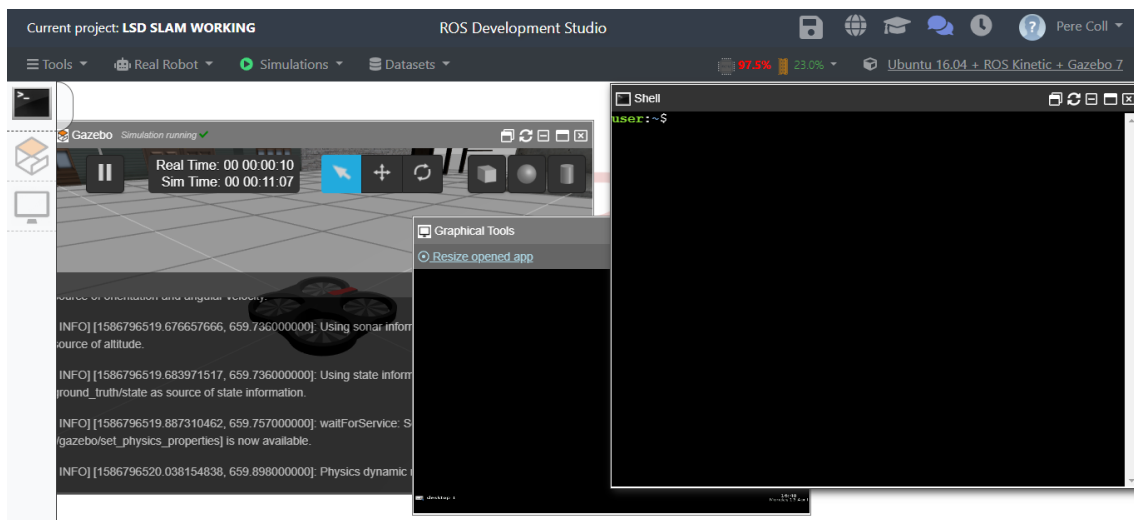 Current project: LSD SLAM WORKING
ROS Development Studio
Pere Coll
Tools
Real Robot
Simulations
Datasets
97.5%
23.0%
Ubuntu 16.04 + ROS Kinetic + Gazebo 7
>_
Shell
user:~$
Gazebo Simulation running
Real Time: 00 00:00:10
Sim Time: 00 00:11:07
Graphical Tools
Resize opened app
source of orientation and angular velocity.
INFO] [1586796519.676657666, 659.736000000]: Using sonar inform
source of altitude.
INFO] [1586796519.683971517, 659.736000000]: Using state inform
ground_truth/state as source of state information.
INFO] [1586796519.887310462, 659.757000000]: waitForService: S
/gazebo/set_physics_properties] is now available.
INFO] [1586796520.038154838, 659.898000000]: Physics dynamic r
desktop 1